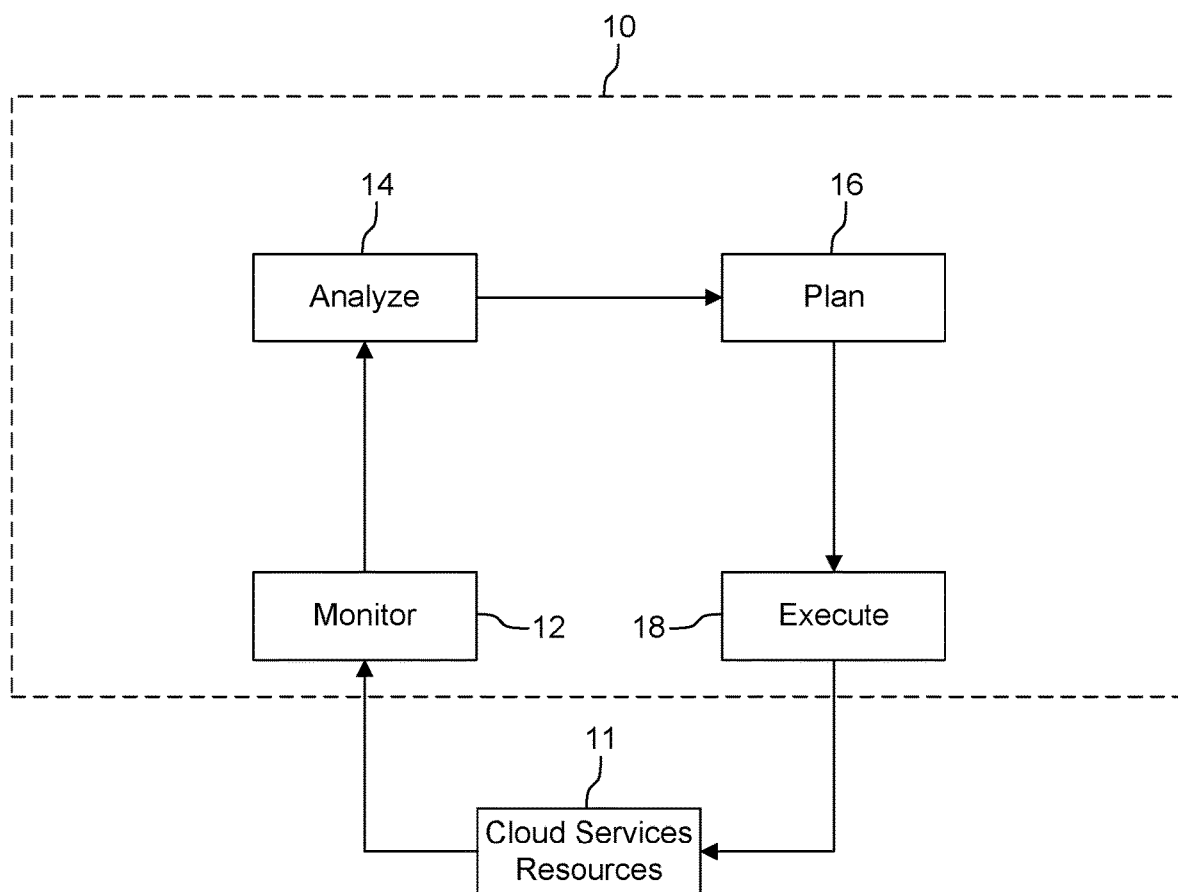 10
14
16
Analyze
Plan
Monitor
12
18
Execute
11
Cloud Services
Resources